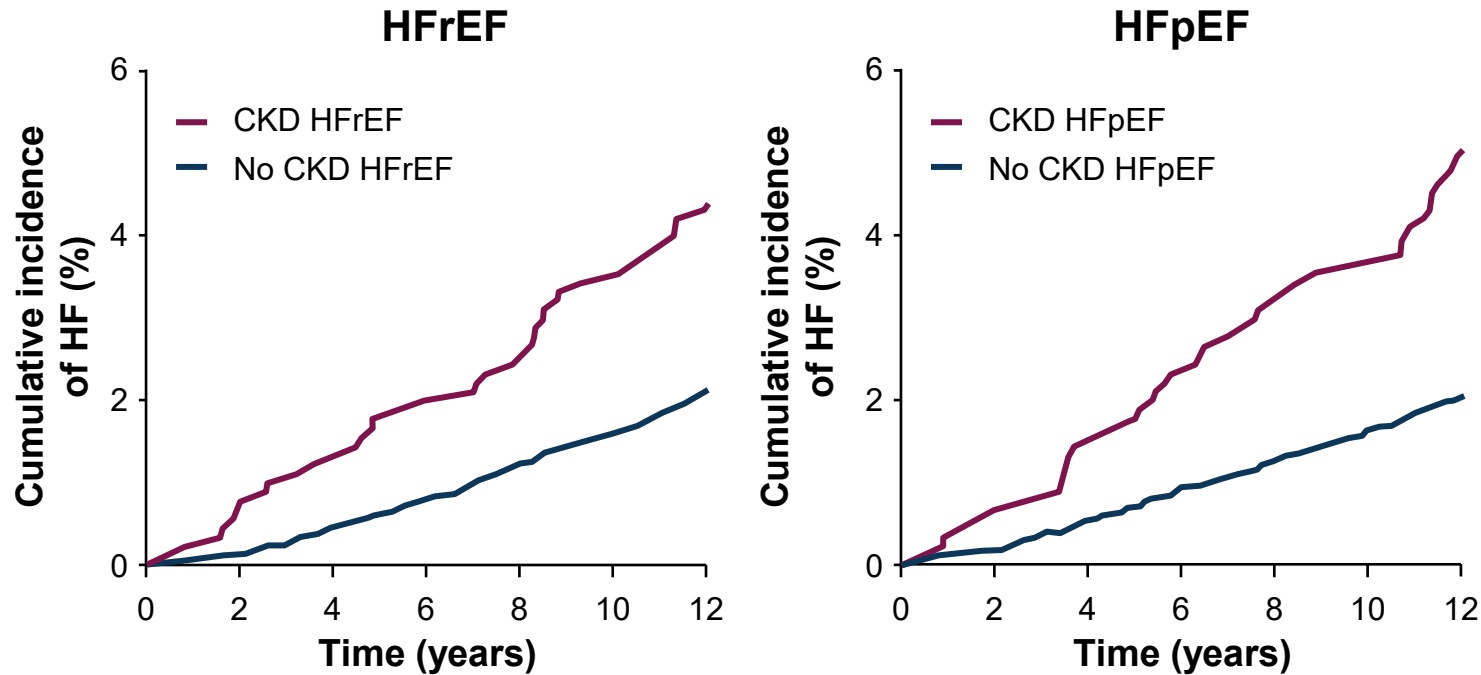 HFrEF
Cumulative incidence
of HF (%)
6
4
2
0
CKD HFrEF
No CKD HFrEF
0 2 4 6 8 10 12
Time (years)
HFpEF
Cumulative incidence
of HF (%)
6
4
2
0
CKD HFpEF
No CKD HFpEF
0 2 4 6 8 10 12
Time (years)